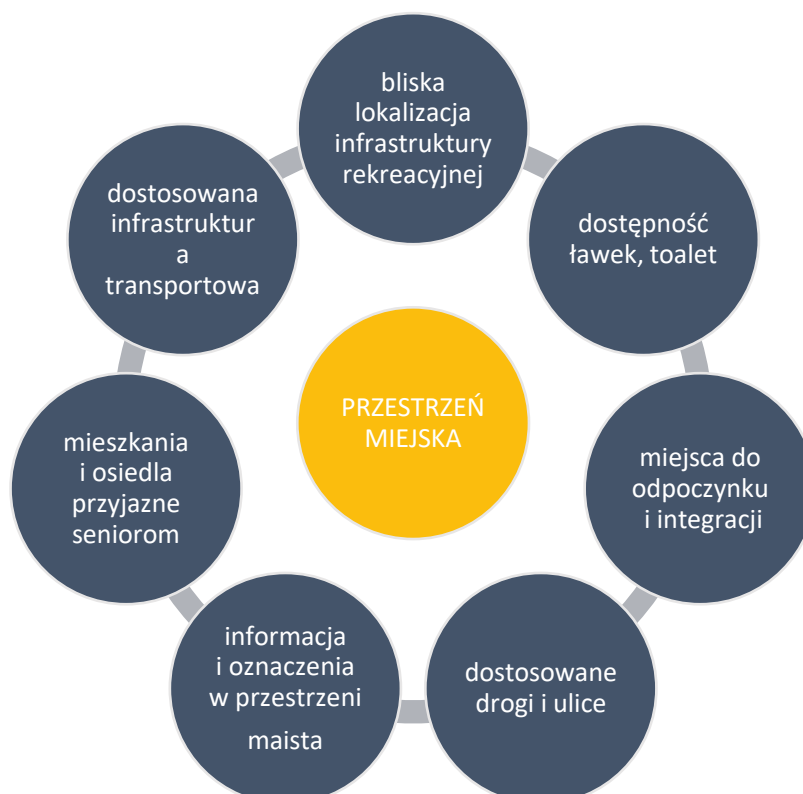 bliska
lokalizacja
infrastruktury
rekreacyjnej
dostępność
ławek, toalet
miejsca do
odpoczynku
i integracji
dostosowane
drogi i ulice
informacja
i oznaczenia
w przestrzeni
maista
mieszkania
i osiedla
przyjazne
seniorom
dostosowana
infrastruktur
a
transportowa
PRZESTRZEŃ
MIEJSKA